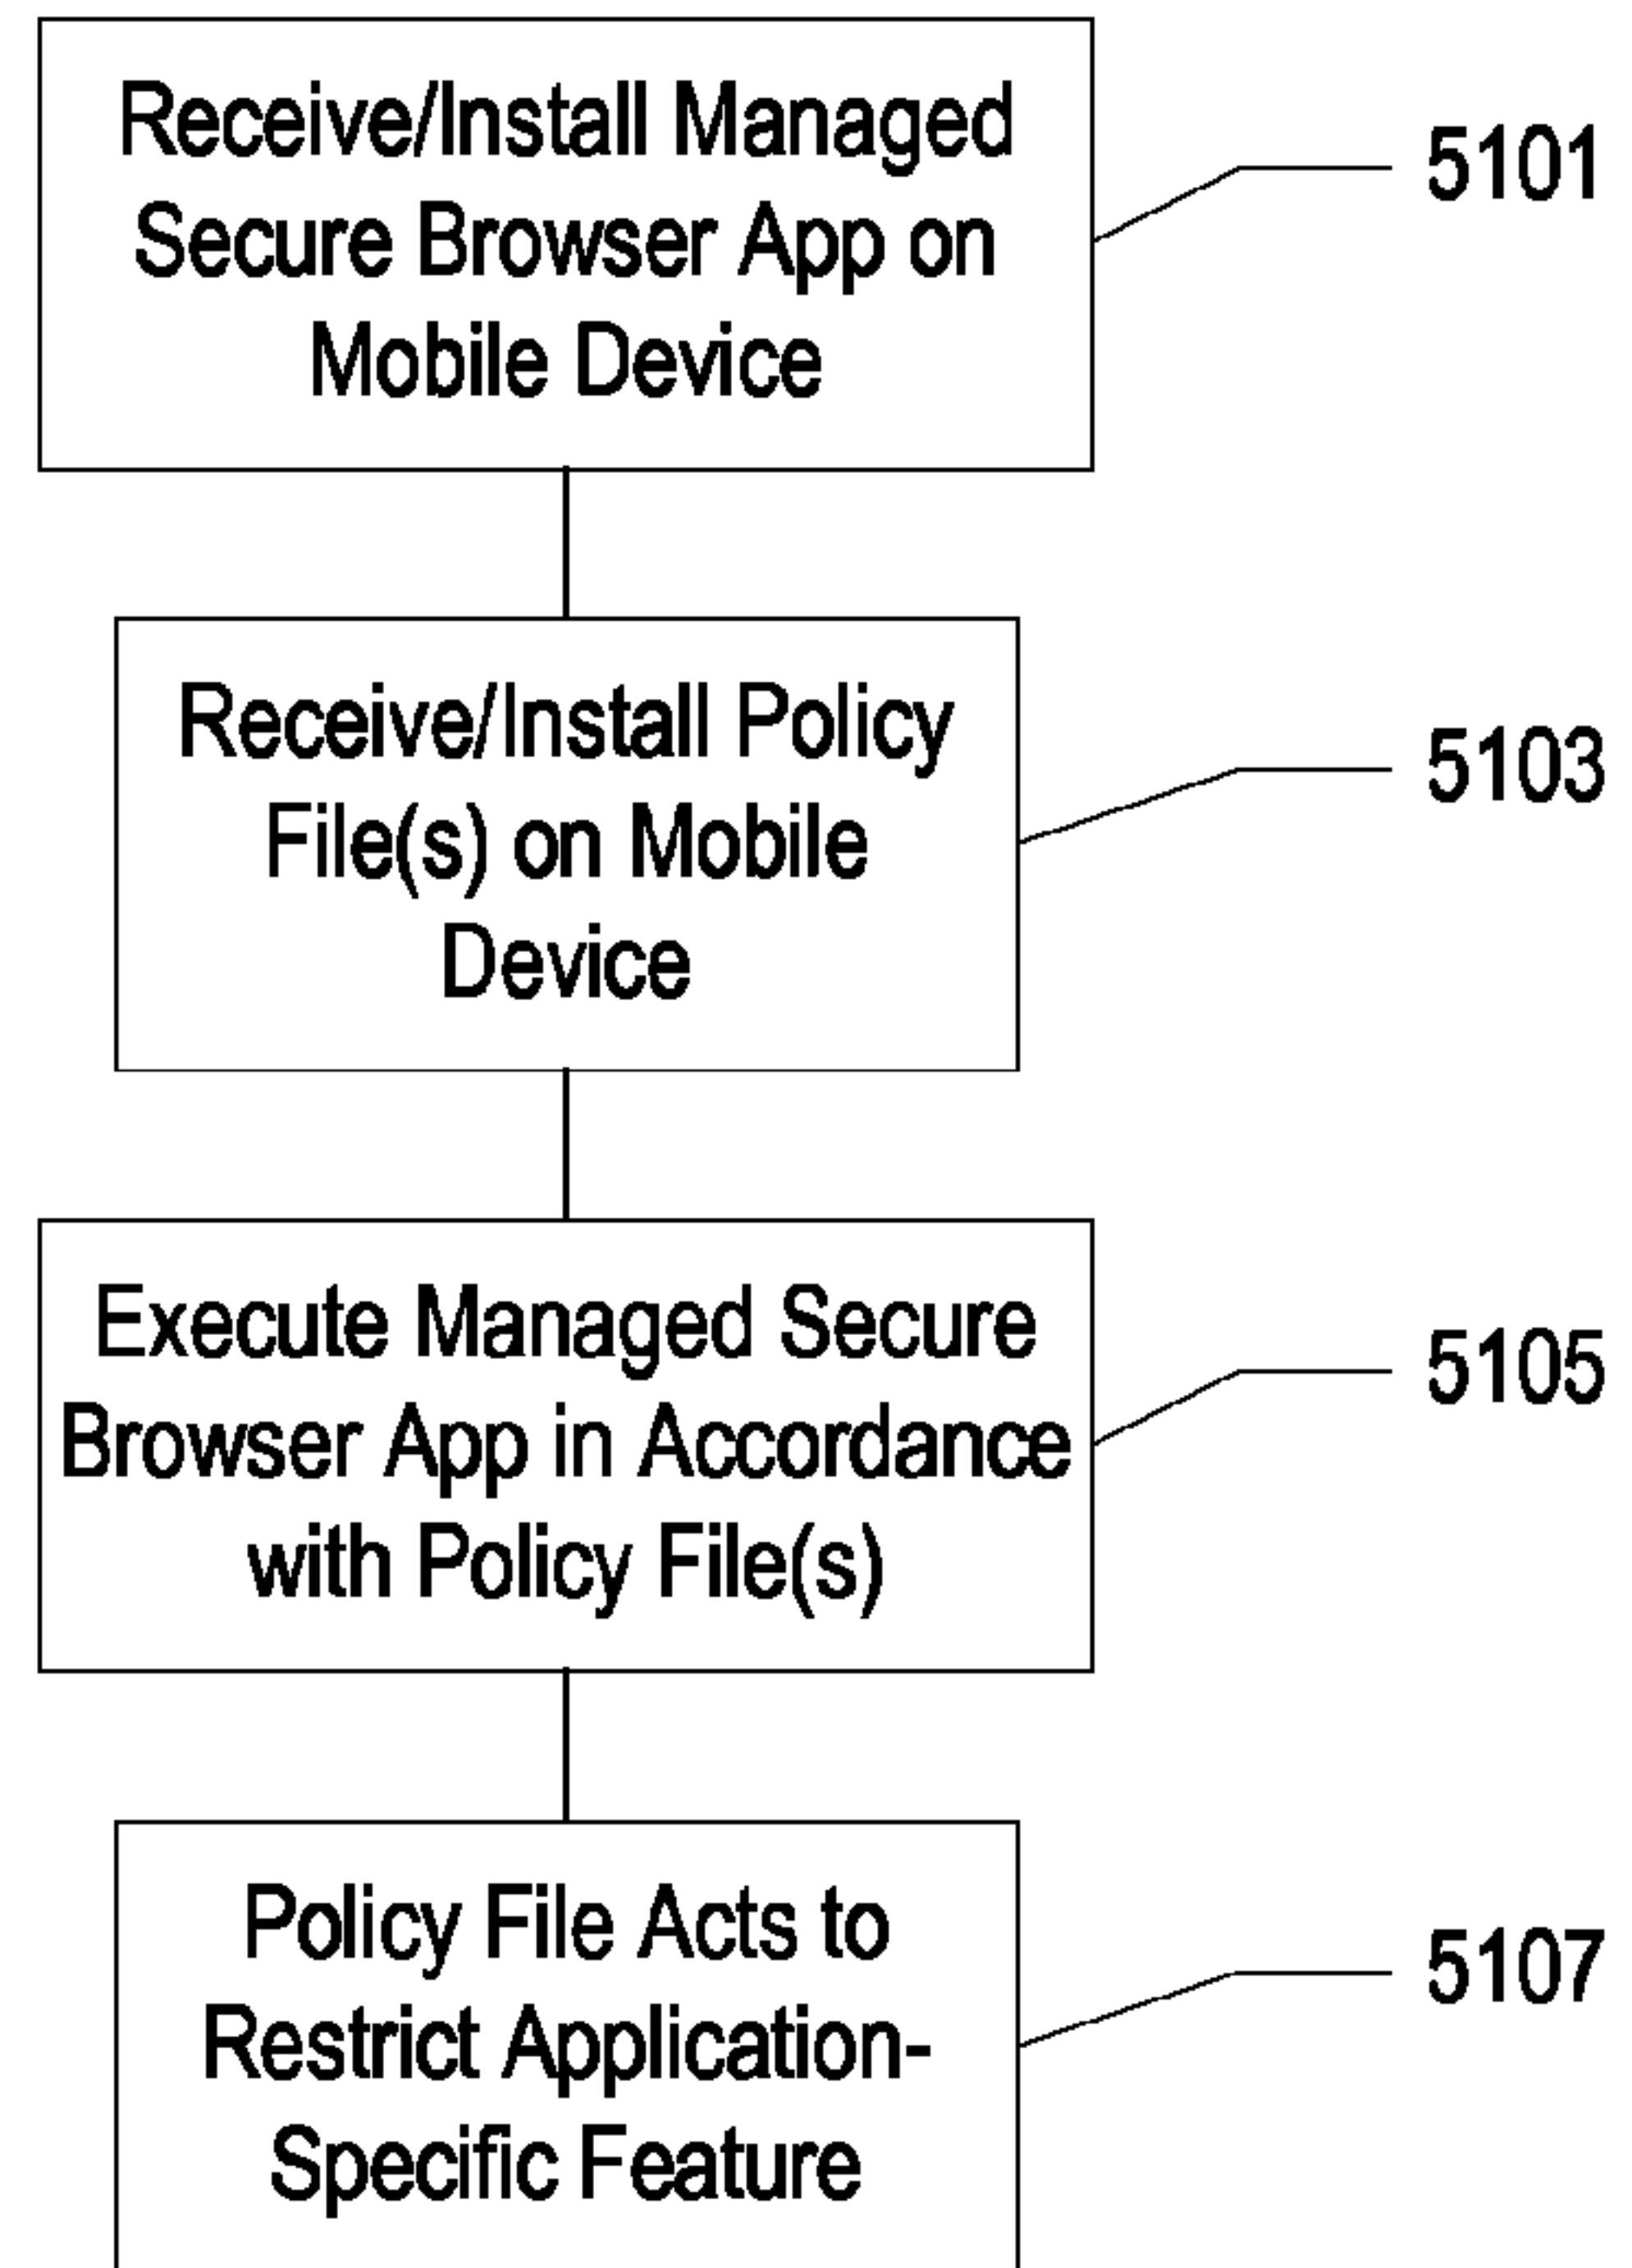 Receive/Install Managed
Secure Browser App on
Mobile Device
5101
Receive/Install Policy
File(s) on Mobile
Device
5103
Execute Managed Secure
Browser App in Accordance
with Policy File(s)
5105
Policy File Acts to
Restrict Application-
Specific Feature
5107